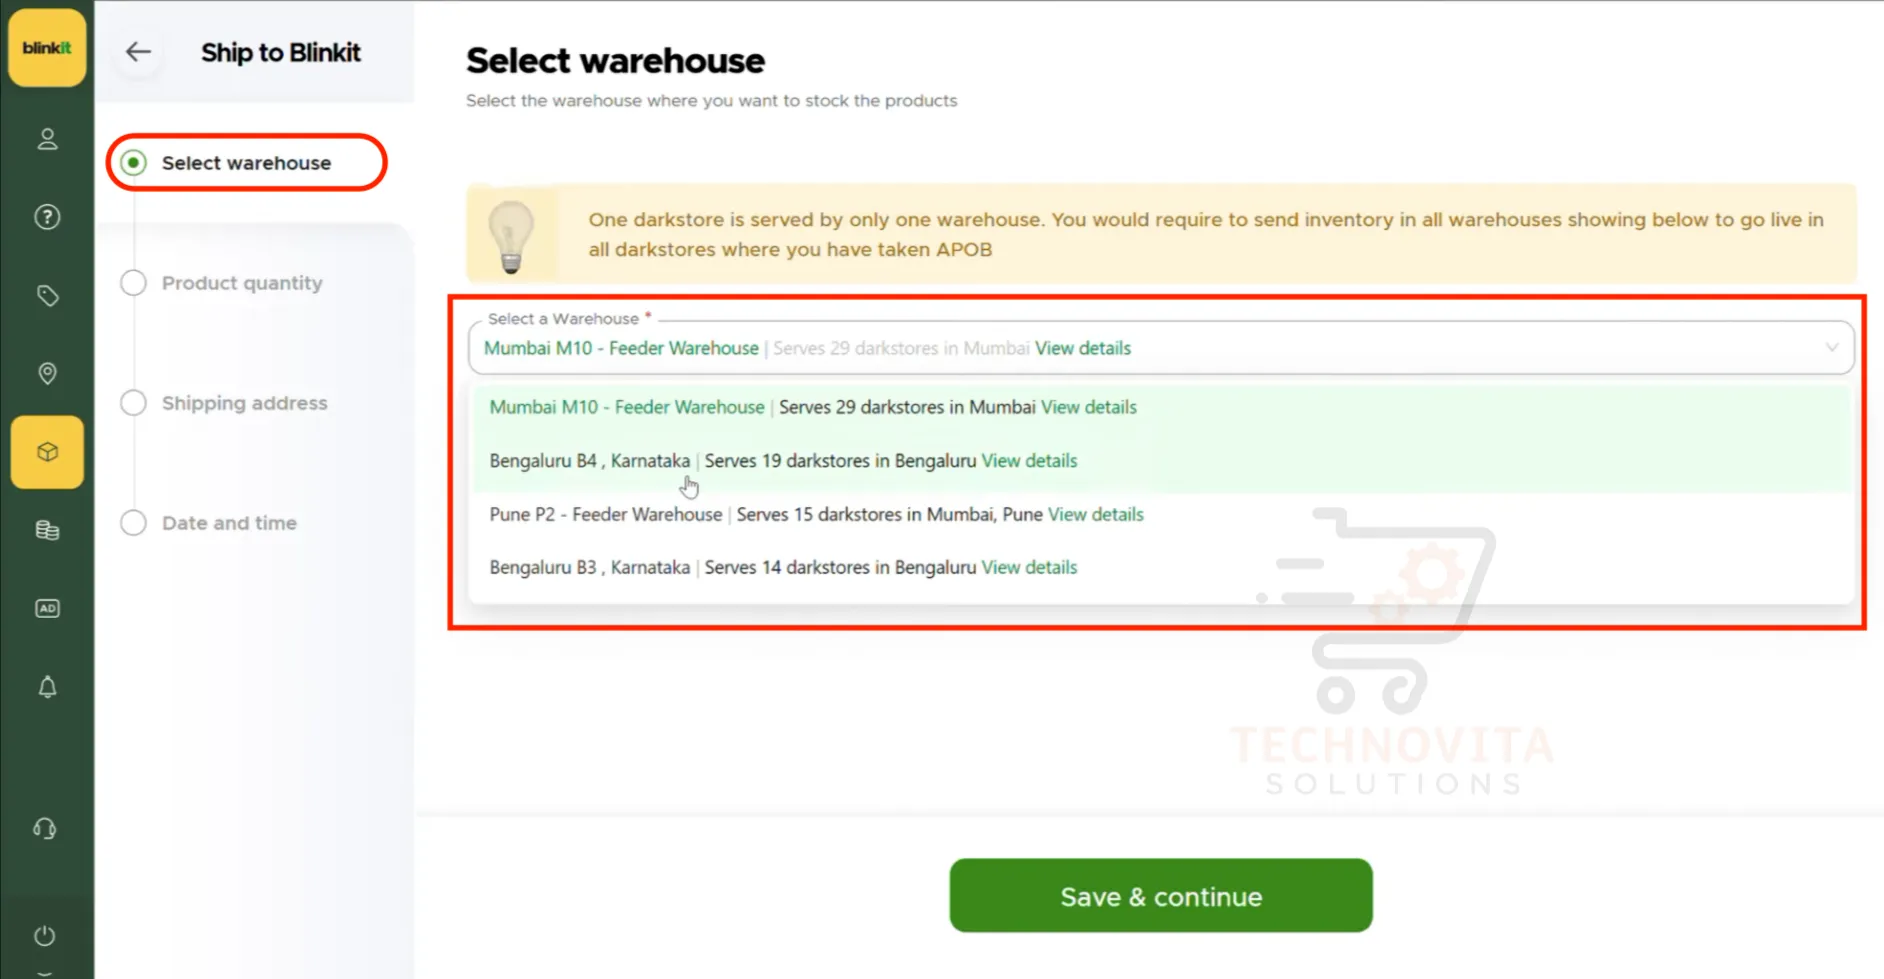 blinkit
Ship to Blinkit
Select warehouse
Product quantity
Shipping address
Date and time
AD
Select warehouse
Select the warehouse where you want to stock the products
One darkstore is served by only one warehouse. You would require to send inventory in all warehouses showing below to go live in
all darkstores where you have taken APOB
Select a Warehouse *
Mumbai M10 - Feeder Warehouse | Serves 29 darkstores in Mumbai View details
Mumbai M10 - Feeder Warehouse | Serves 29 darkstores in Mumbai View details
Bengaluru B4 , Karnataka | Serves 19 darkstores in Bengaluru View details
Pune P2 - Feeder Warehouse | Serves 15 darkstores in Mumbai, Pune View details
Bengaluru B3 , Karnataka | Serves 14 darkstores in Bengaluru View details
TECHNOVITA
SOLUTIONS
Save & continue